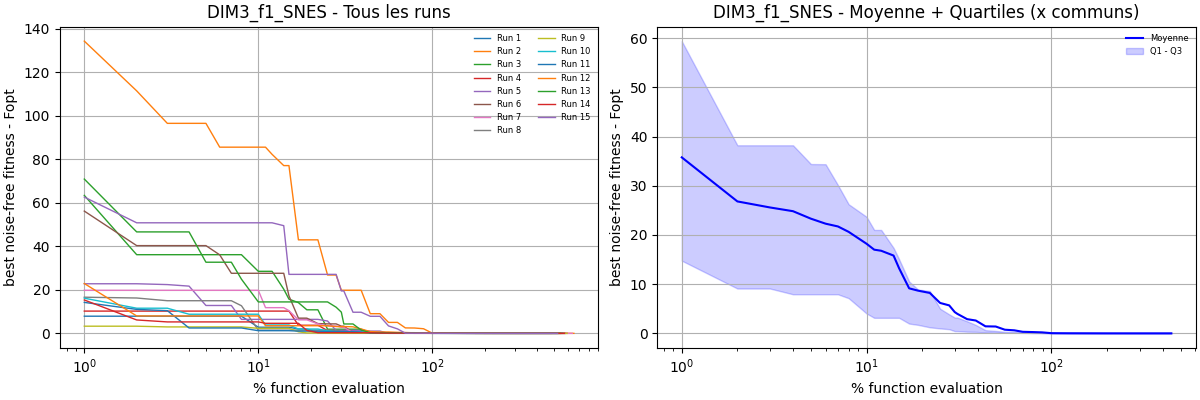 DIM3_f1_SNES - Tous les runs
best noise-free fitness - Fopt
140
120
100
80
60
40
20
0
Run 1
Run 2
Run 3
Run 4
Run 5
Run 6
Run 7
Run 8
Run 9
Run 10
Run 11
Run 12
Run 13
Run 14
Run 15
10⁰
10¹
10²
% function evaluation
DIM3_f1_SNES - Moyenne + Quartiles (x communs)
best noise-free fitness - Fopt
60
50
40
30
20
10
0
Moyenne
Q1 - Q3
10⁰
10¹
10²
% function evaluation